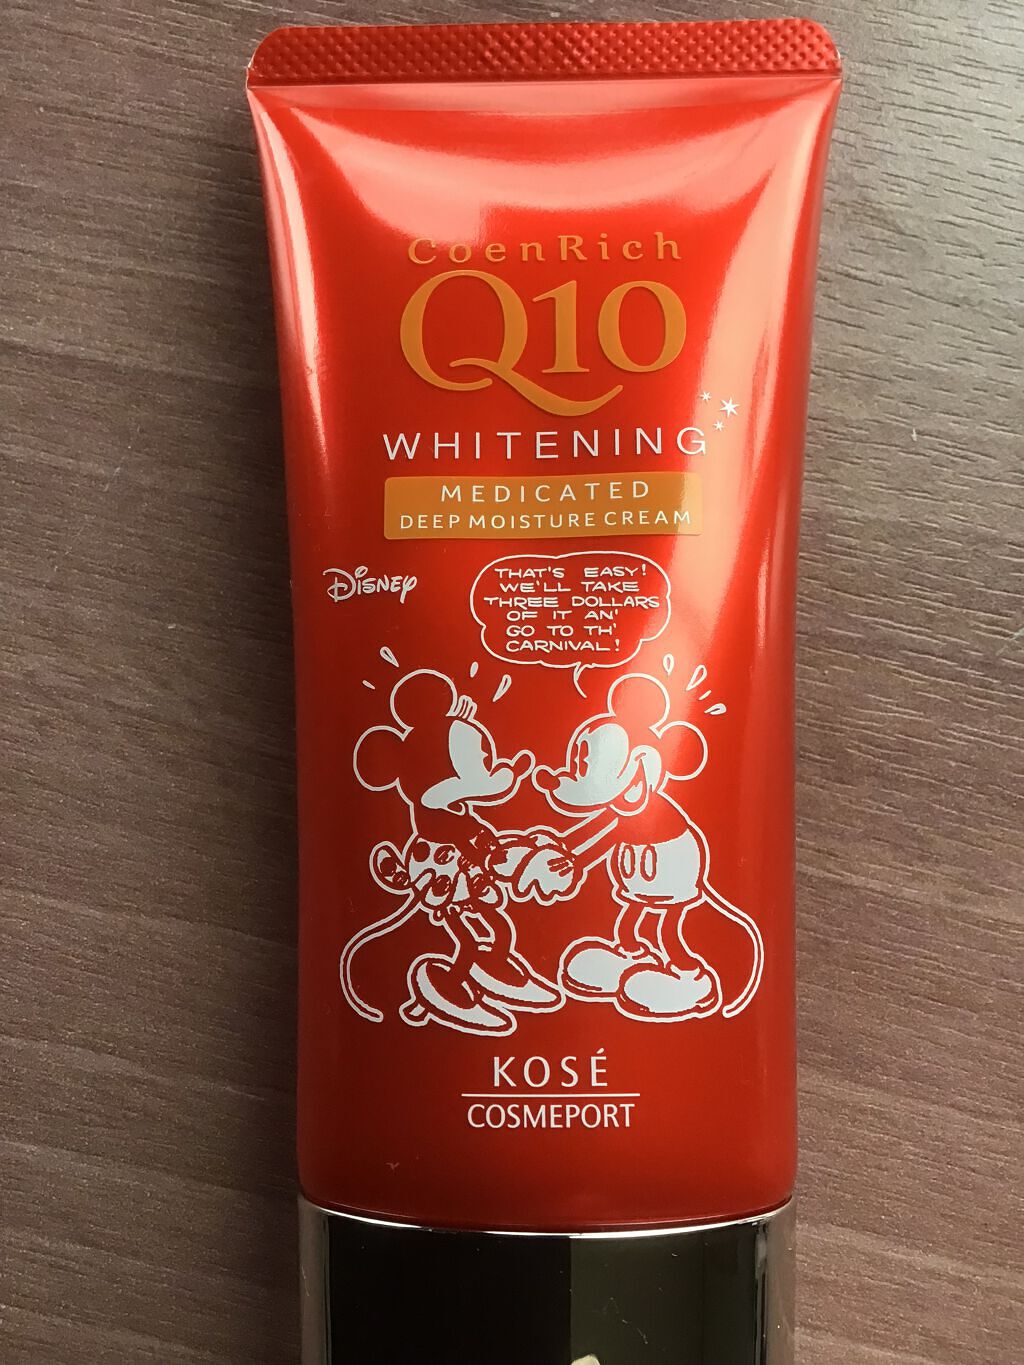 CoenRich
Q10
WHITENING
MEDICATED
DEEP MOISTURE CREAM
Disney
THAT'S EASY!
WE'LL TAKE
THREE DOLLARS
OF IT AN'
GO TO TH'
CARNIVAL!
KOSÉ
COSMEPORT